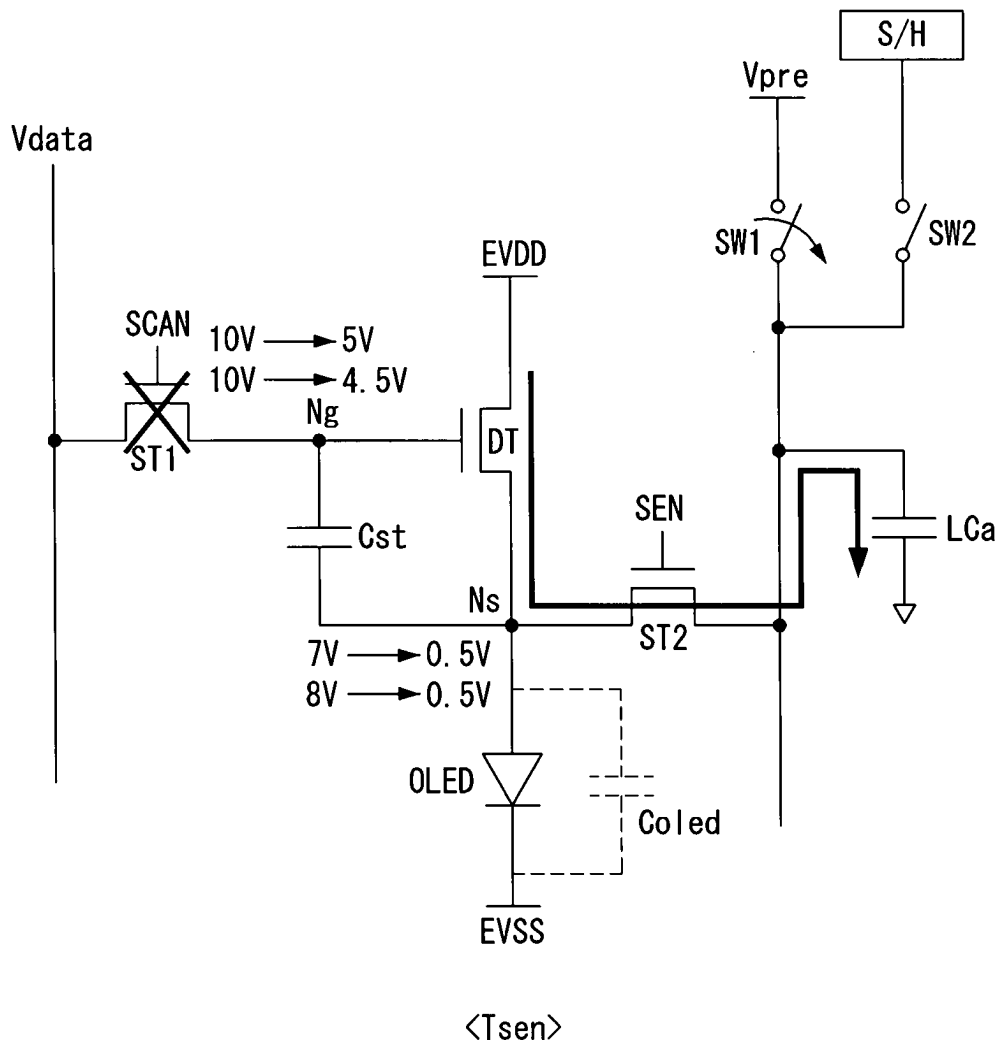 S/H
Vpre
Vdata
SW1
SW2
EVDD
SCAN
10V → 5V
10V → 4.5V
Ng
DT
ST1
SEN
Cst
LCa
Ns
ST2
7V → 0.5V
8V → 0.5V
OLED
Coled
EVSS
<Tsen>